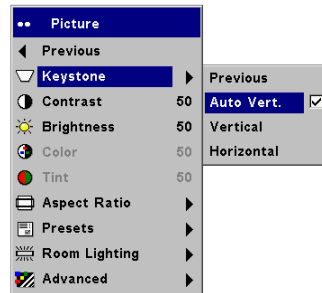 Picture
Previous
Keystone
Contrast 50
Brightness 50
Color 50
Tint 50
Aspect Ratio
Presets
Room Lighting
Advanced
Previous
Auto Vert.
Vertical
Horizontal